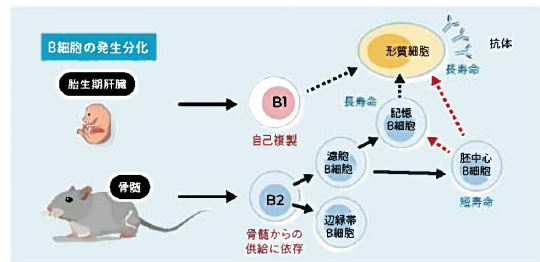 B細胞の発生分化
胎生期肝臓
B1
自己複製
形質細胞
抗体
長寿命
長寿命
記憶
B細胞
濾胞
B細胞
胚中心
B細胞
短寿命
骨髄
B2
骨髄からの
供給に依存
辺縁帯
B細胞